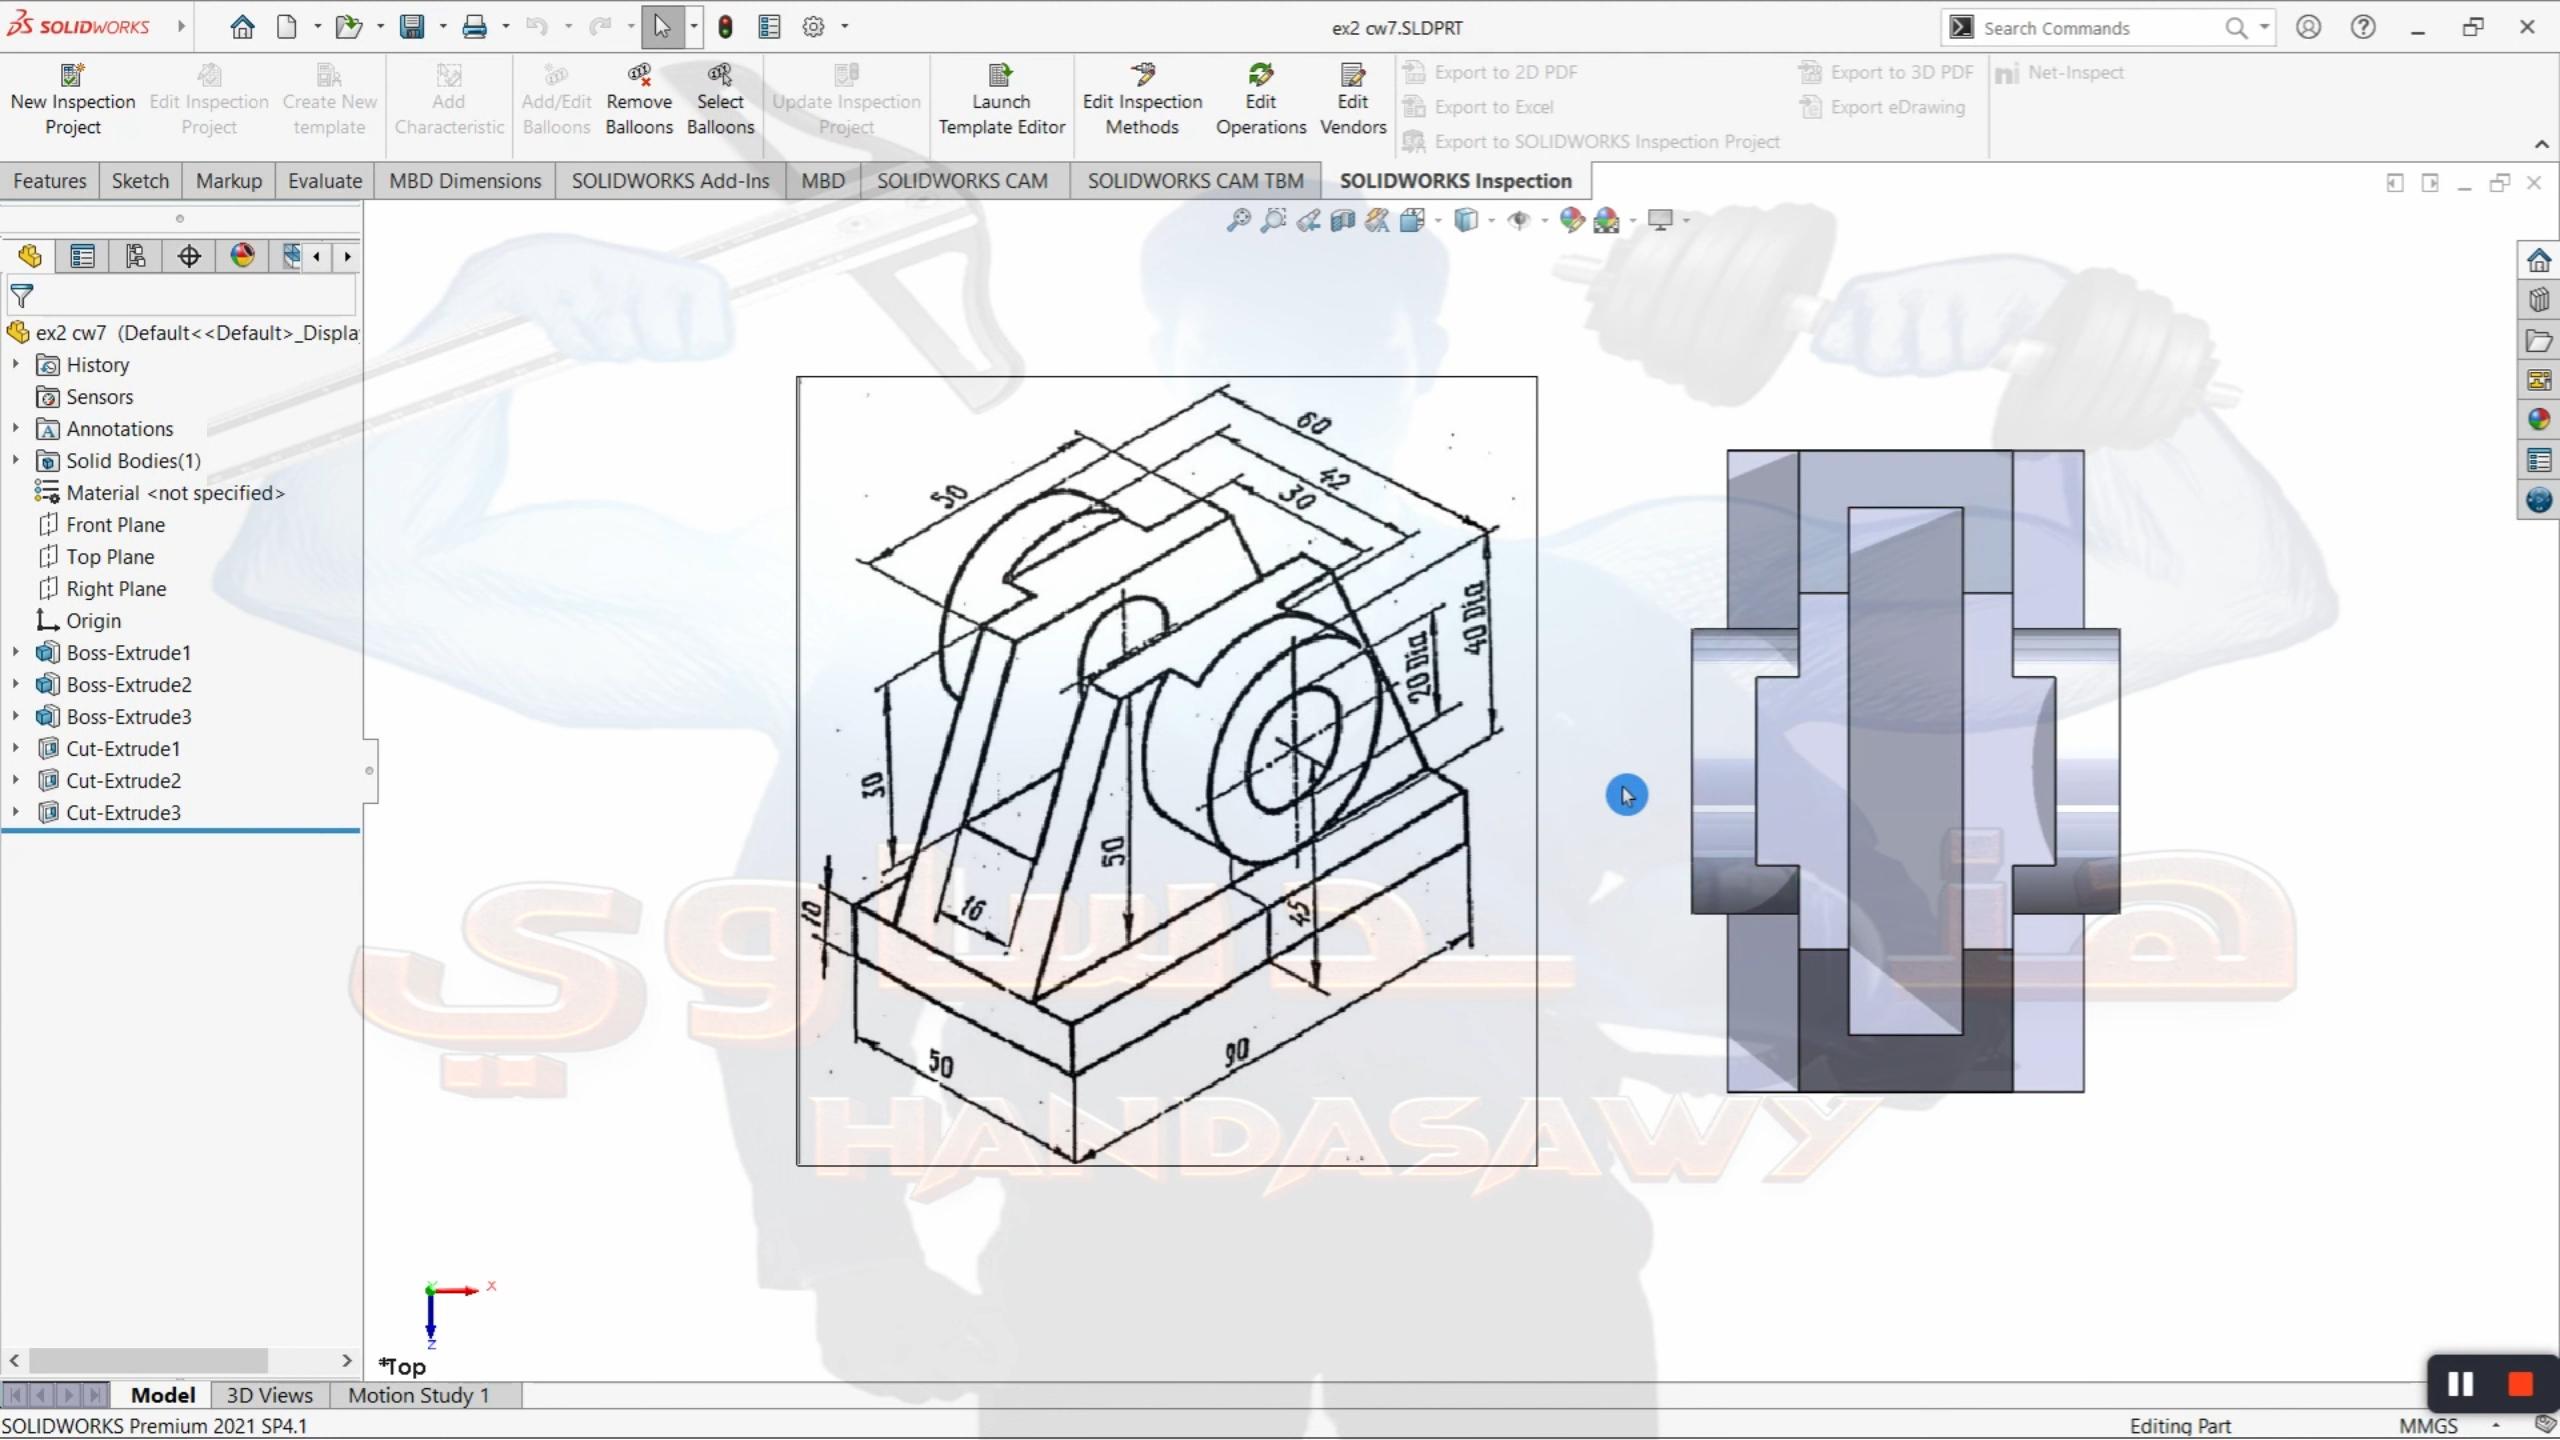 SOLIDWORKS
ex2 cw7.SLDPRT
Search Commands
New Inspection Project
Edit Inspection Project
Create New template
Add Characteristic
Add/Edit Balloons
Remove Balloons
Select Balloons
Update Inspection Project
Launch Template Editor
Edit Inspection Methods
Edit Operations
Edit Vendors
Export to 2D PDF
Export to Excel
Export to SOLIDWORKS Inspection Project
Export to 3D PDF
Export eDrawing
Net-Inspect
Features
Sketch
Markup
Evaluate
MBD Dimensions
SOLIDWORKS Add-Ins
MBD
SOLIDWORKS CAM
SOLIDWORKS CAM TBM
SOLIDWORKS Inspection
ex2 cw7 (Default<<Default>_Displa
History
Sensors
Annotations
Solid Bodies(1)
Material <not specified>
Front Plane
Top Plane
Right Plane
Origin
Boss-Extrude1
Boss-Extrude2
Boss-Extrude3
Cut-Extrude1
Cut-Extrude2
Cut-Extrude3
60
42
30
50
40 Dia
20 Dia
30
50
16
10
45
50
90
هندساوي
HANDASAWY
Y
X
Z
*Top
Model
3D Views
Motion Study 1
SOLIDWORKS Premium 2021 SP4.1
Editing Part
MMGS